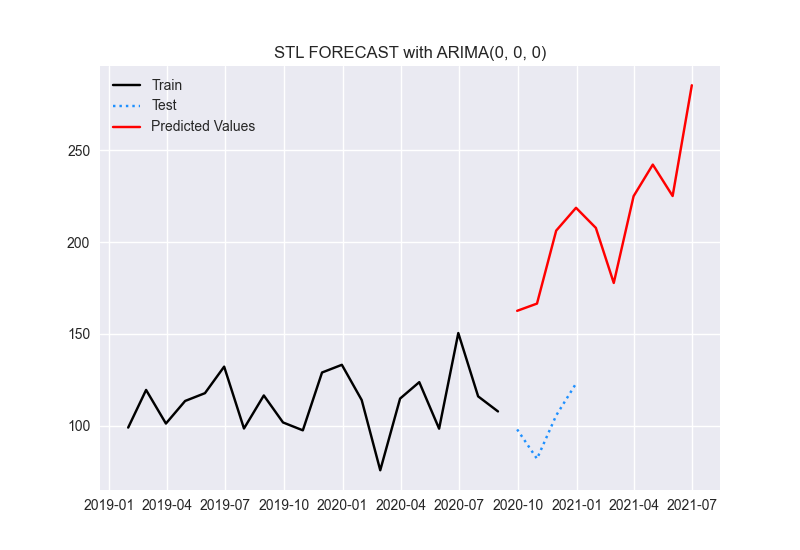 STL FORECAST with ARIMA(0, 0, 0)
Train
Test
Predicted Values
250
200
150
100
2019-01 2019-04 2019-07 2019-10 2020-01 2020-04 2020-07 2020-10 2021-01 2021-04 2021-07